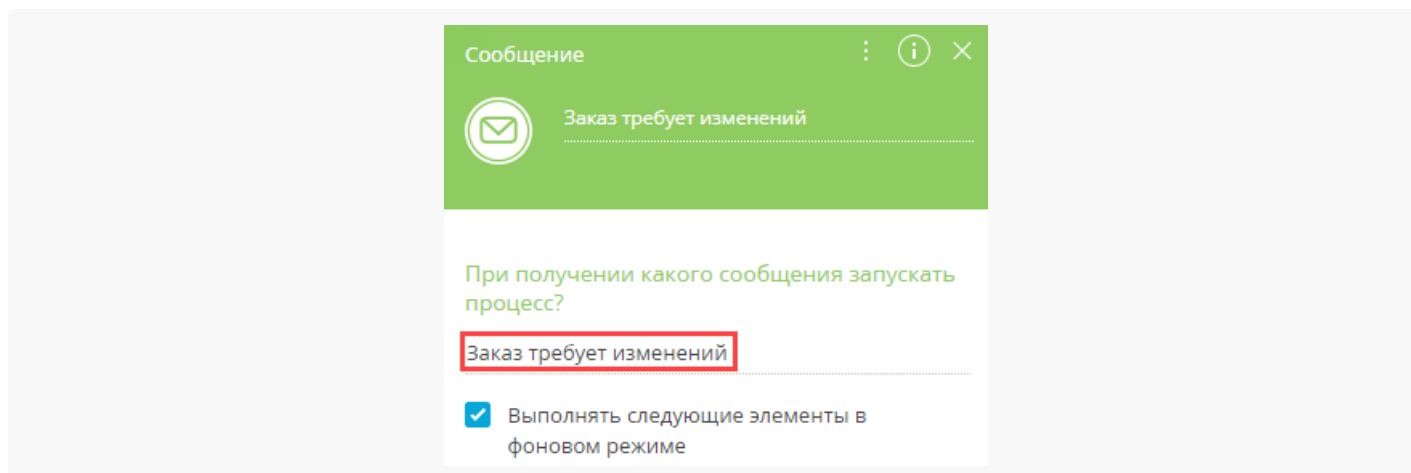 Сообщение
Заказ требует изменений
При получении какого сообщения запускать
процесс?
Заказ требует изменений
Выполнять следующие элементы в
фоновом режиме